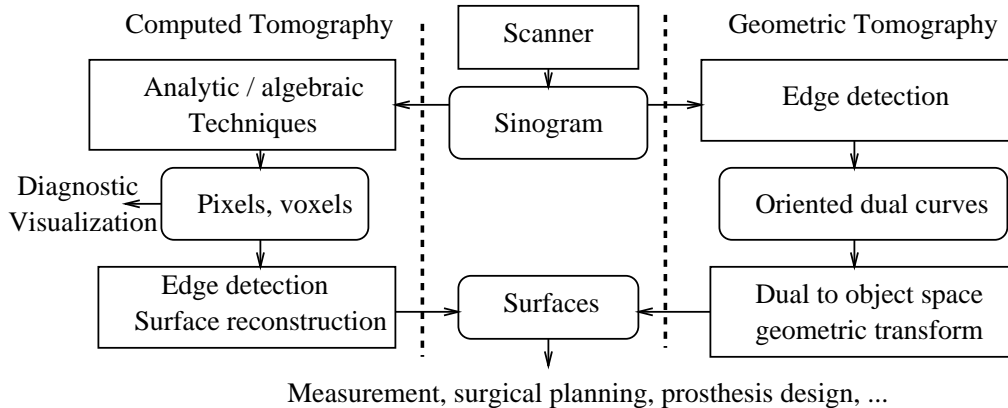 Computed Tomography
Scanner
Geometric Tomography
Analytic / algebraic
Techniques
Sinogram
Edge detection
Diagnostic
Visualization
Pixels, voxels
Oriented dual curves
Edge detection
Surface reconstruction
Surfaces
Dual to object space
geometric transform
Measurement, surgical planning, prosthesis design, ...